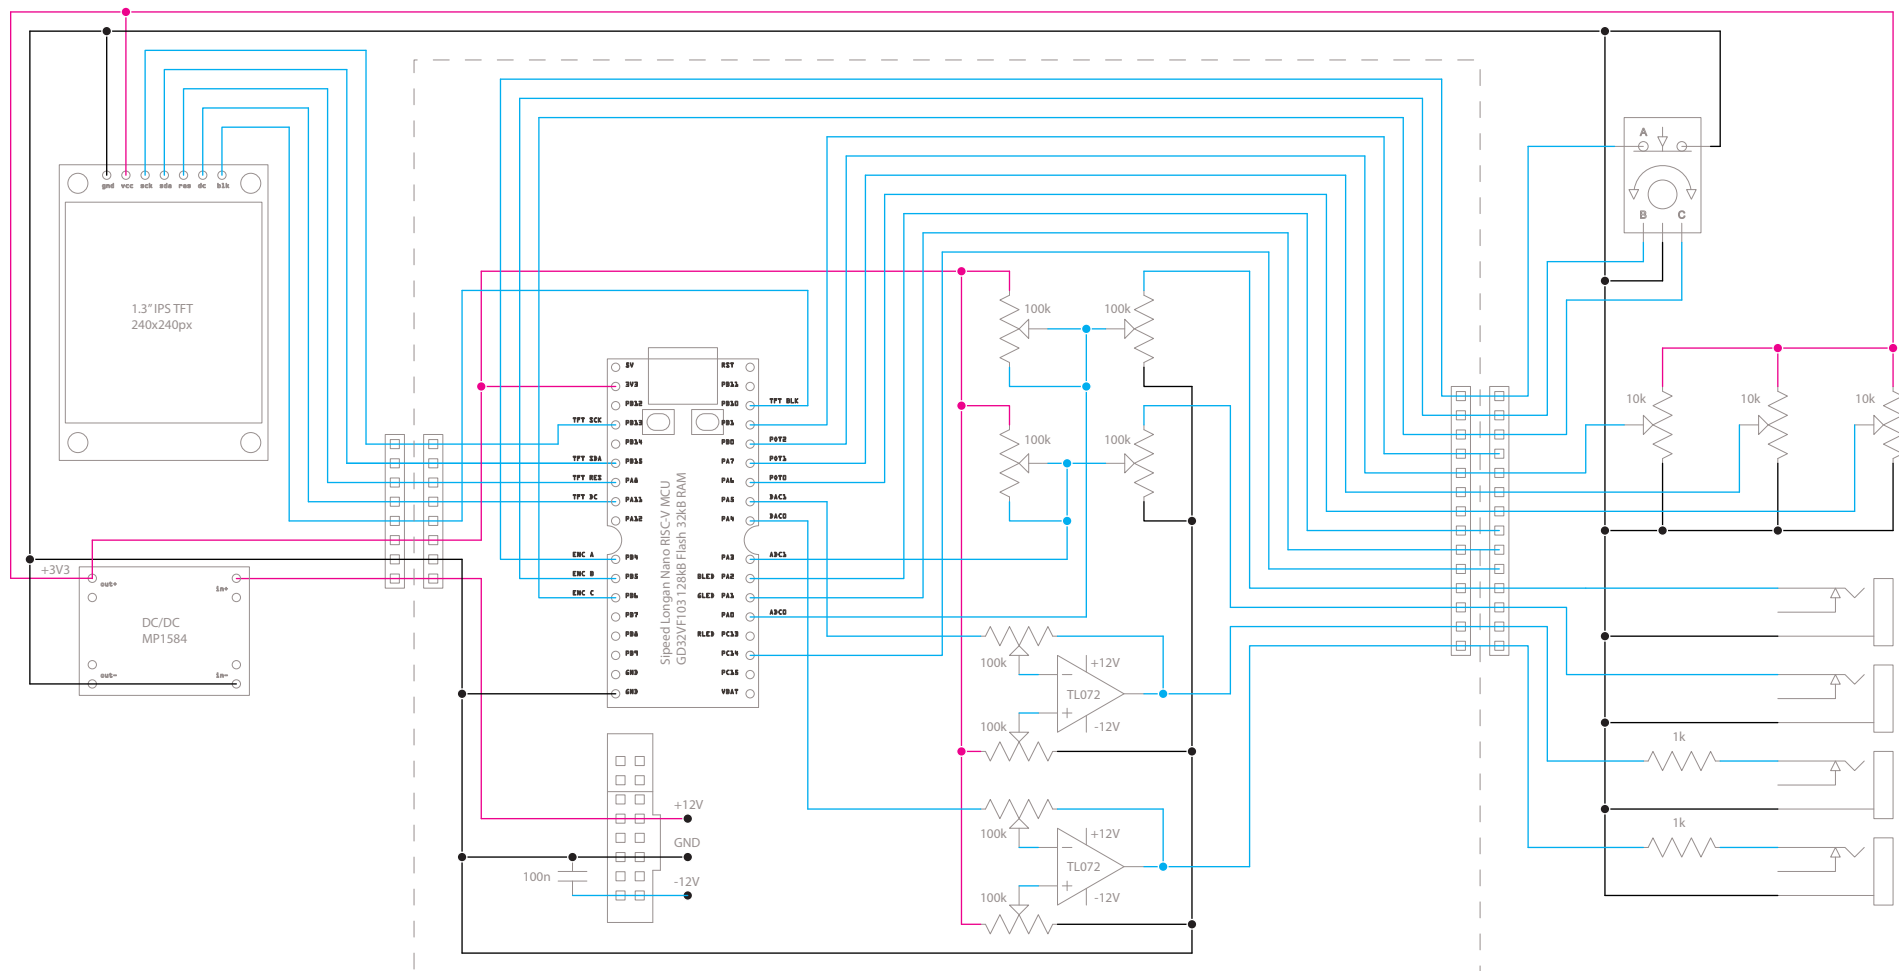 gnd vcc sck sda res dc blk
1.3" IPS TFT
240x240px
+3V3
out+
in+
DC/DC
MP1584
out-
in-
5V
3V3
PB12
TFT SCK PB13
PB14
TFT SDA PB15
TFT RES PA8
TFT DC PA11
PA12
ENC A PB4
ENC B PB5
ENC C PB6
PB7
PB8
PB9
GND
GND
Sipeed Longan Nano RISC-V MCU
GD32VF103 128kB Flash 32kB RAM
RST
PB11
PB10 TFT BLK
PB1
PB0 POT2
PA7 POT1
PA6 POT0
PA5 DAC1
PA4 DAC0
PA3 ADC1
BLED PA2
GLED PA1
PA0 ADC0
RLED PC13
PC14
PC15
VBAT
+12V
GND
-12V
100n
100k
100k
100k
100k
100k
+12V
TL072
-12V
100k
100k
+12V
TL072
-12V
100k
A
B
C
10k
10k
10k
1k
1k